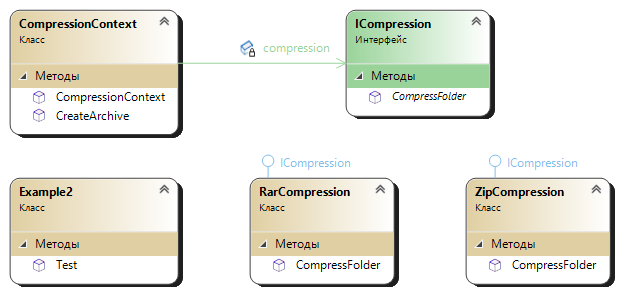 CompressionContext
Класс
Методы
CompressionContext
CreateArchive
compression
ICompression
Интерфейс
Методы
CompressFolder
Example2
Класс
Методы
Test
ICompression
RarCompression
Класс
Методы
CompressFolder
ICompression
ZipCompression
Класс
Методы
CompressFolder